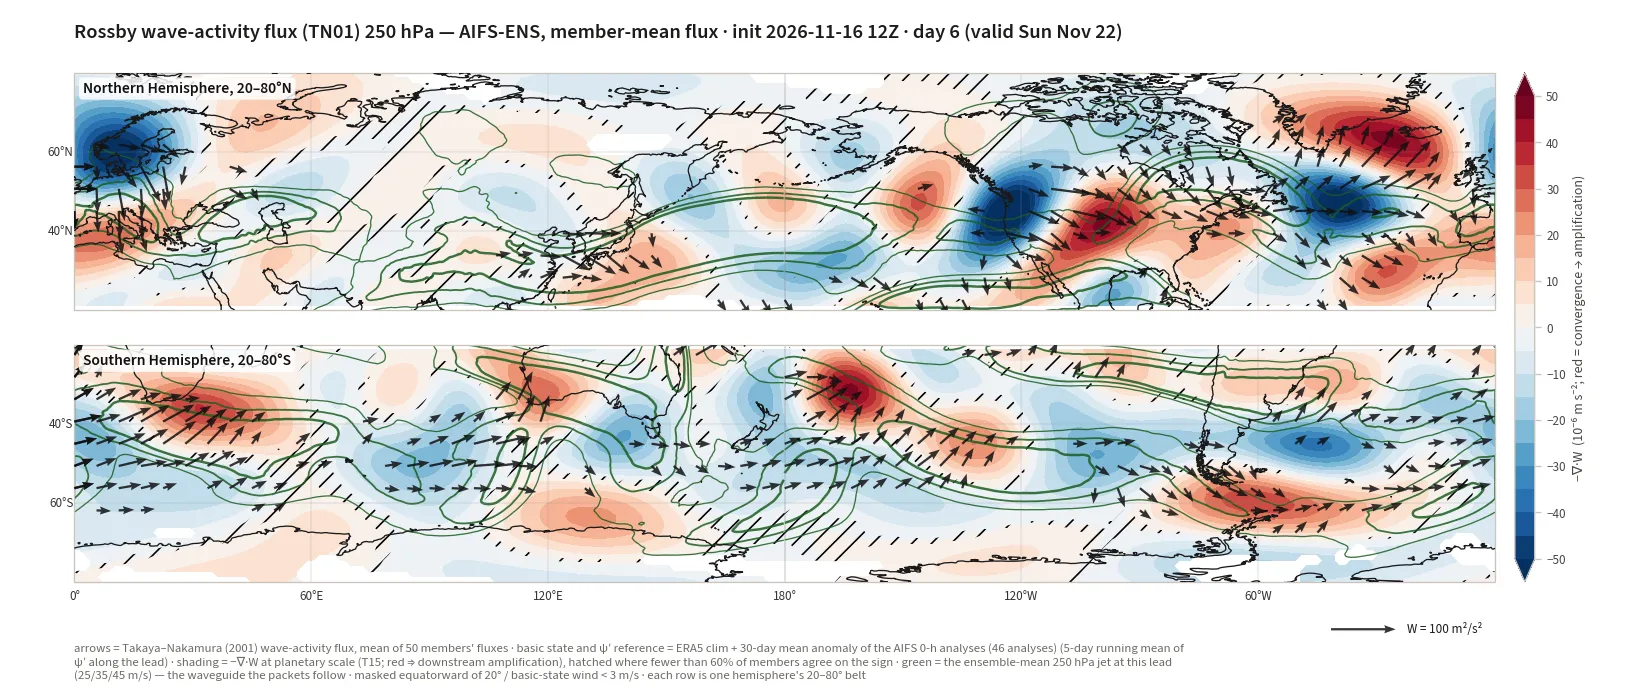 Rossby wave-activity flux (TN01) 250 hPa — AIFS-ENS, member-mean flux · init 2026-11-16 12Z · day 6 (valid Sun Nov 22)
Northern Hemisphere, 20–80°N
60°N
40°N
Southern Hemisphere, 20–80°S
40°S
60°S
0°
60°E
120°E
180°
120°W
60°W
50
40
30
20
10
0
−10
−20
−30
−40
−50
−∇·W (10⁻⁶ m s⁻²; red = convergence → amplification)
W = 100 m²/s²
arrows = Takaya–Nakamura (2001) wave-activity flux, mean of 50 members' fluxes · basic state and ψ' reference = ERA5 clim + 30-day mean anomaly of the AIFS 0-h analyses (46 analyses) (5-day running mean of
ψ' along the lead) · shading = −∇·W at planetary scale (T15; red ⇒ downstream amplification), hatched where fewer than 60% of members agree on the sign · green = the ensemble-mean 250 hPa jet at this lead
(25/35/45 m/s) — the waveguide the packets follow · masked equatorward of 20° / basic-state wind < 3 m/s · each row is one hemisphere's 20–80° belt